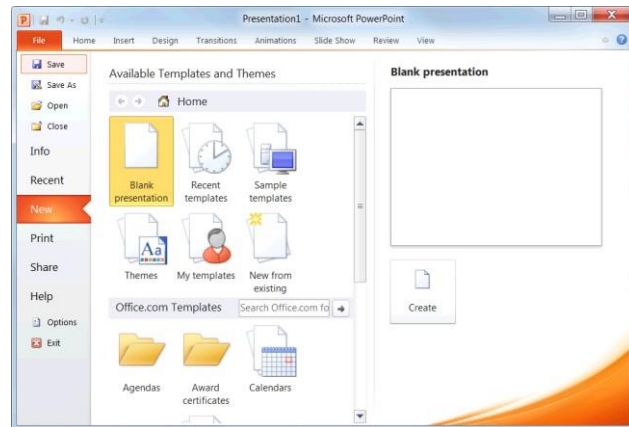 Presentation1 - Microsoft PowerPoint
File Home Insert Design Transitions Animations Slide Show Review View
Save
Save As
Open
Close
Info
Recent
New
Print
Share
Help
Options
Exit
Available Templates and Themes
Home
Blank presentation
Recent templates
Sample templates
Themes
My templates
New from existing
Office.com Templates
Search Office.com fo
Agendas
Award certificates
Calendars
Blank presentation
Create